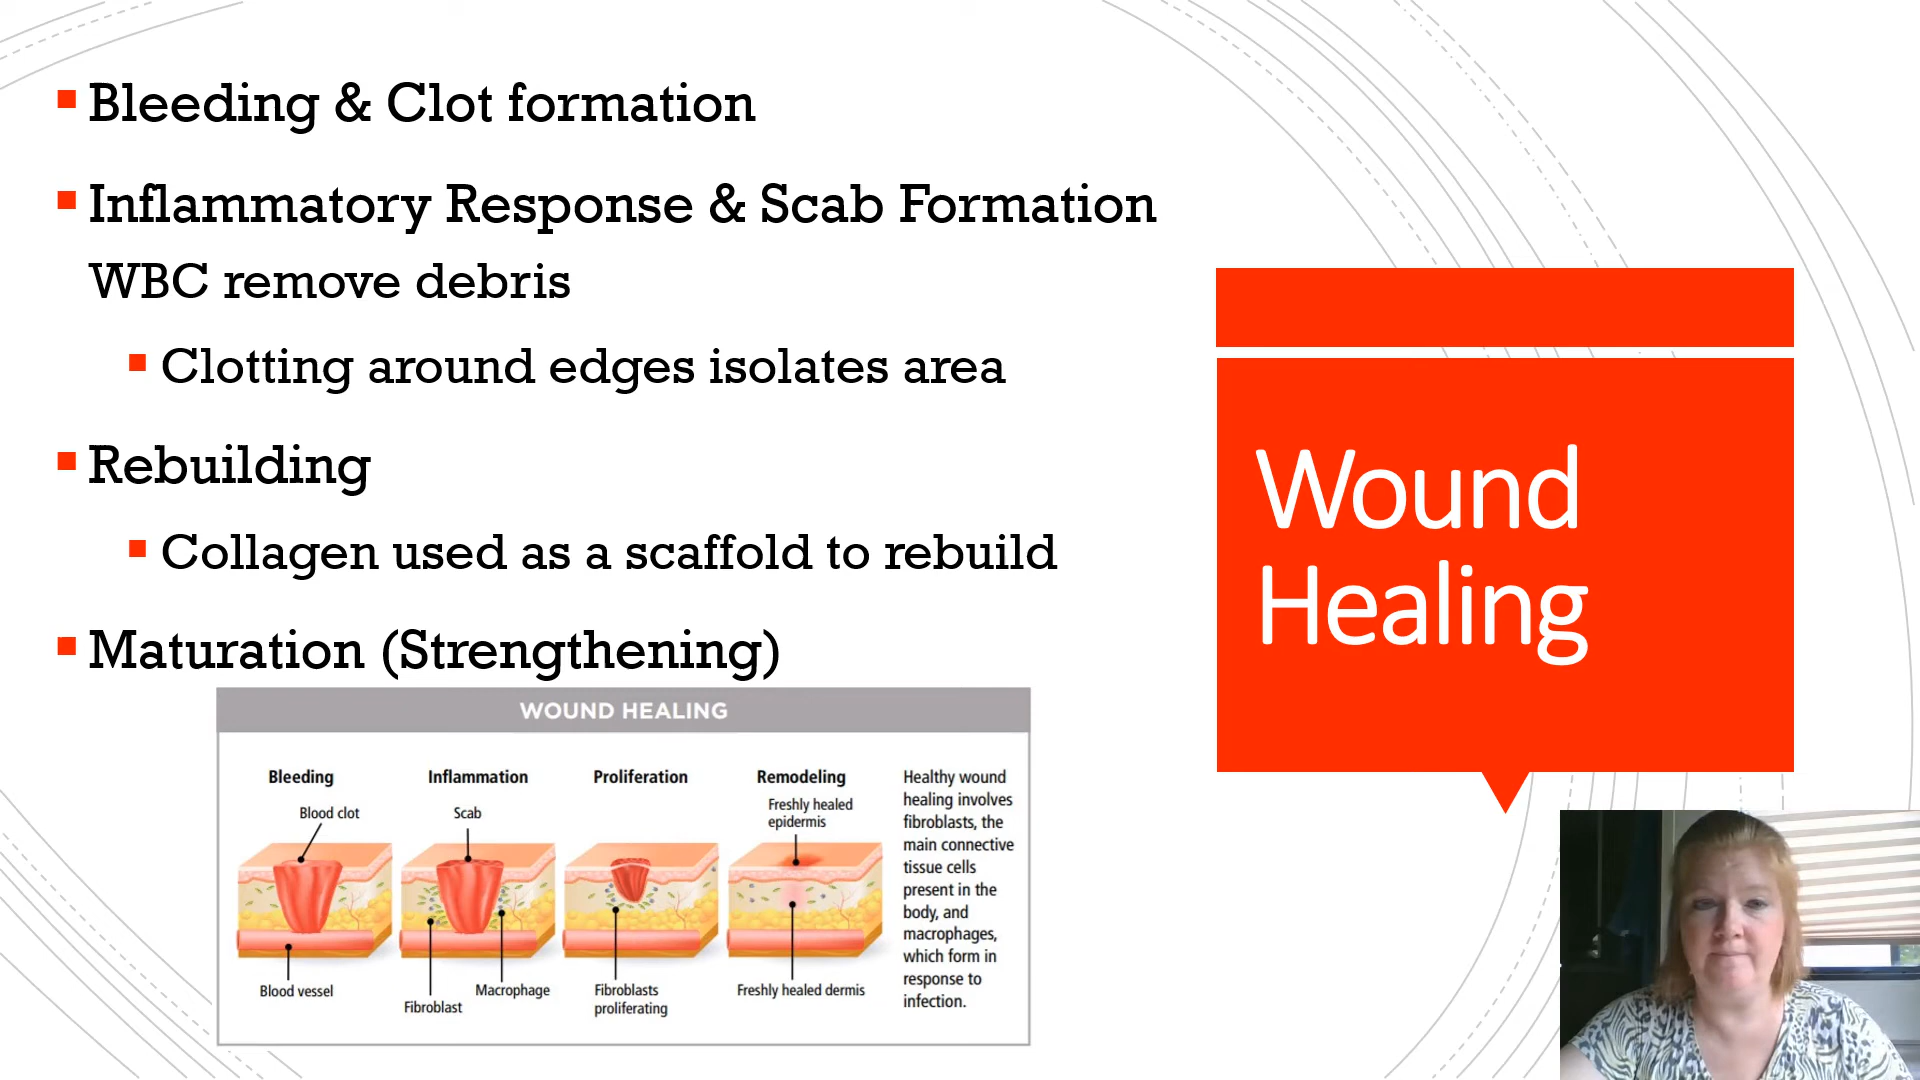 Bleeding & Clot formation
Inflammatory Response & Scab Formation
WBC remove debris
Clotting around edges isolates area
Rebuilding
Collagen used as a scaffold to rebuild
Maturation (Strengthening)
Wound
Healing
WOUND HEALING
Bleeding
Blood clot
Blood vessel
Inflammation
Scab
Fibroblast
Macrophage
Proliferation
Fibroblasts
proliferating
Remodeling
Freshly healed
epidermis
Freshly healed dermis
Healthy wound
healing involves
fibroblasts, the
main connective
tissue cells
present in the
body, and
macrophages,
which form in
response to
infection.